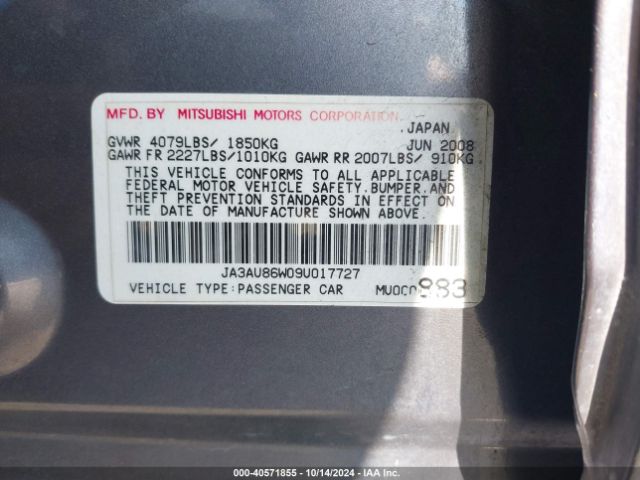 MFD. BY MITSUBISHI MOTORS CORPORATION
JAPAN
GVWR 4079LBS/ 1850KG JUN 2008
GAWR FR 2227LBS/1010KG GAWR RR 2007LBS/ 910KG
THIS VEHICLE CONFORMS TO ALL APPLICABLE
FEDERAL MOTOR VEHICLE SAFETY,BUMPER,AND
THEFT PREVENTION STANDARDS IN EFFECT ON
THE DATE OF MANUFACTURE SHOWN ABOVE.
JA3AU86W09U017727
VEHICLE TYPE:PASSENGER CAR MU0C0883
000-40571855 | 10/14/2024 | IAA Inc.